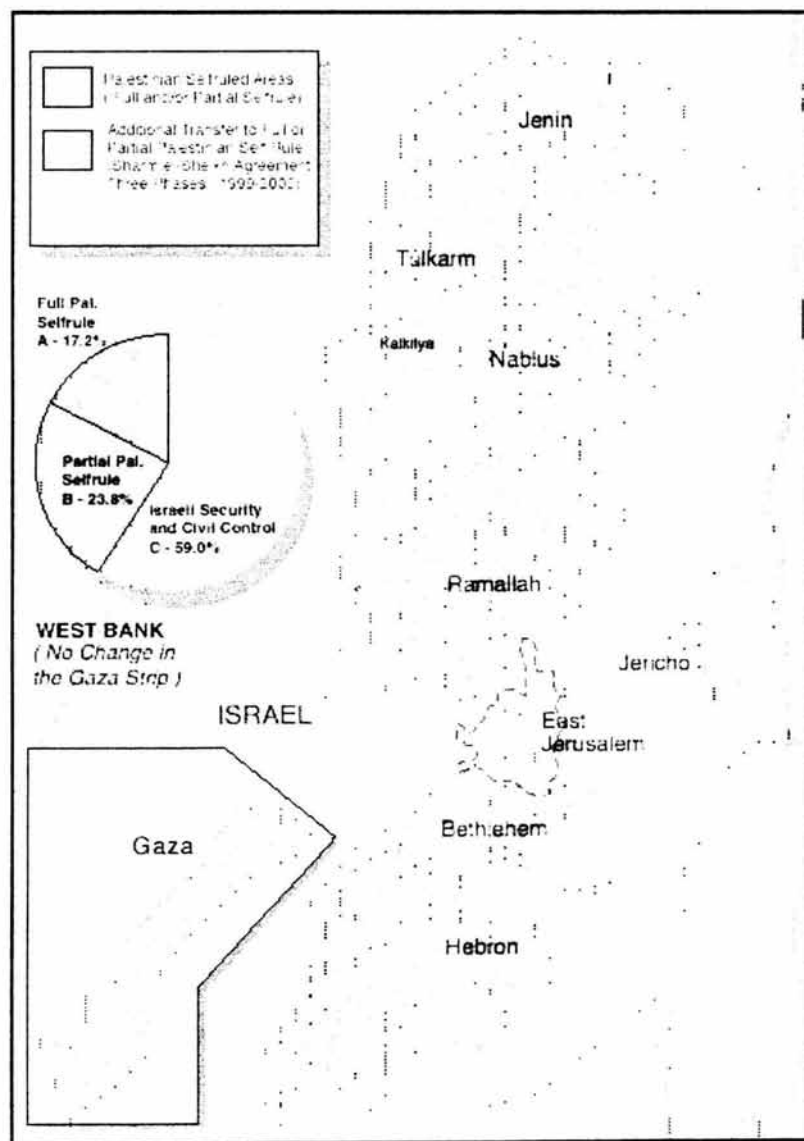 Palestinian Selfruled Areas
(Full and/or Partial Selfrule)
Additional Transfer to Full or
Partial Palestinian Self Rule
(Sharm el-Sheikh Agreement
Three Phases 1999-2000)
Jenin
Tulkarm
Kalkilya
Nablus
Full Pal.
Selfrule
A - 17.2%
Partial Pal.
Selfrule
B - 23.8%
Israeli Security
and Civil Control
C - 59.0%
Ramallah
WEST BANK
( No Change in
the Gaza Strip )
Jericho
ISRAEL
East
Jerusalem
Gaza
Bethlehem
Hebron